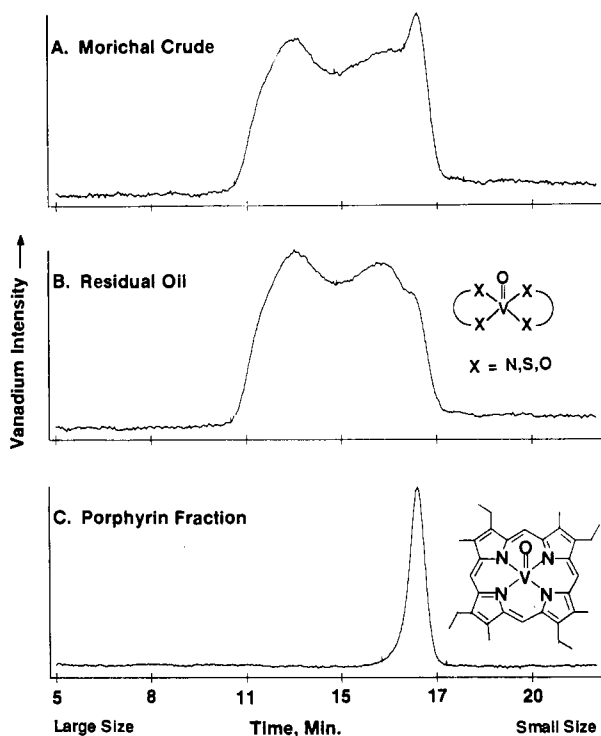 A. Morichal Crude
B. Residual Oil
O
X X
V
X X
X = N,S,O
C. Porphyrin Fraction
O
N N
V
N N
Vanadium Intensity →
5 8 11 15 17 20
Large Size Time, Min. Small Size